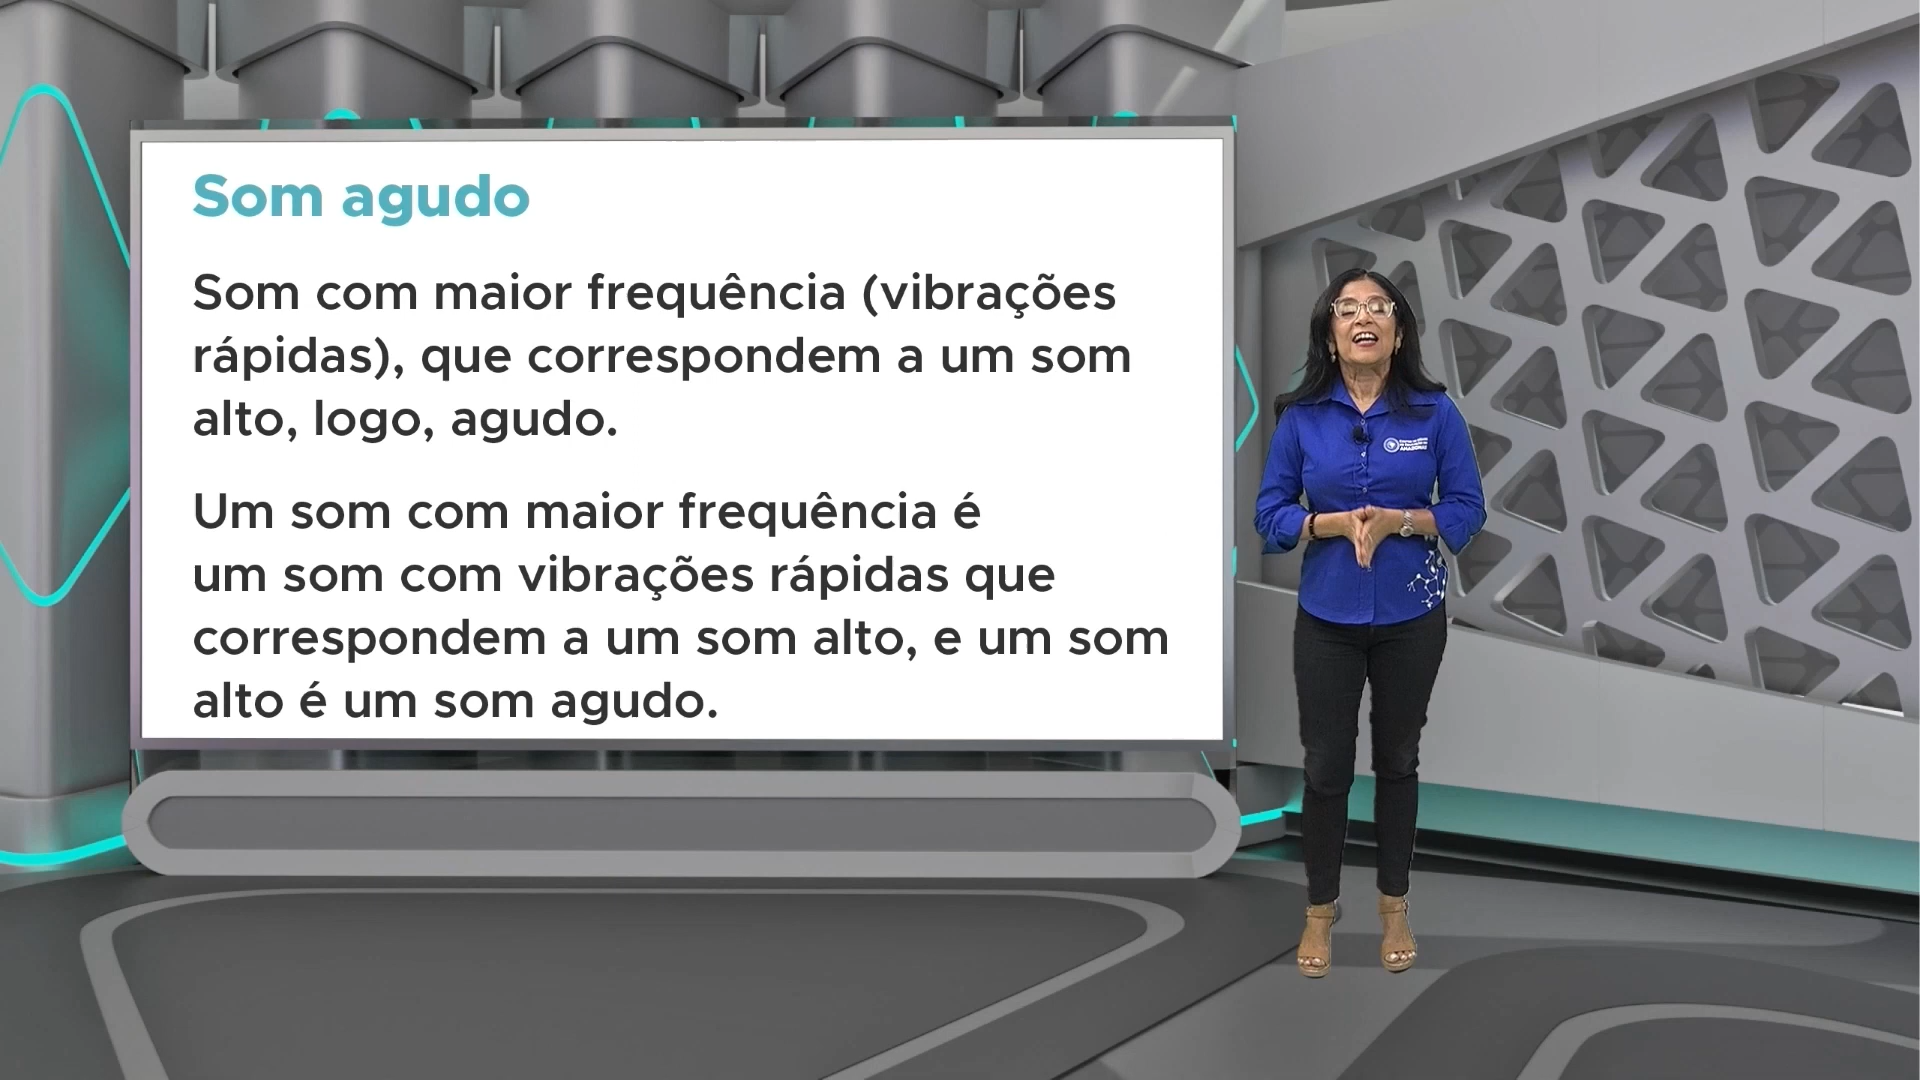 Som agudo
Som com maior frequência (vibrações
rápidas), que correspondem a um som
alto, logo, agudo.
Um som com maior frequência é
um som com vibrações rápidas que
correspondem a um som alto, e um som
alto é um som agudo.
AMAZONAS